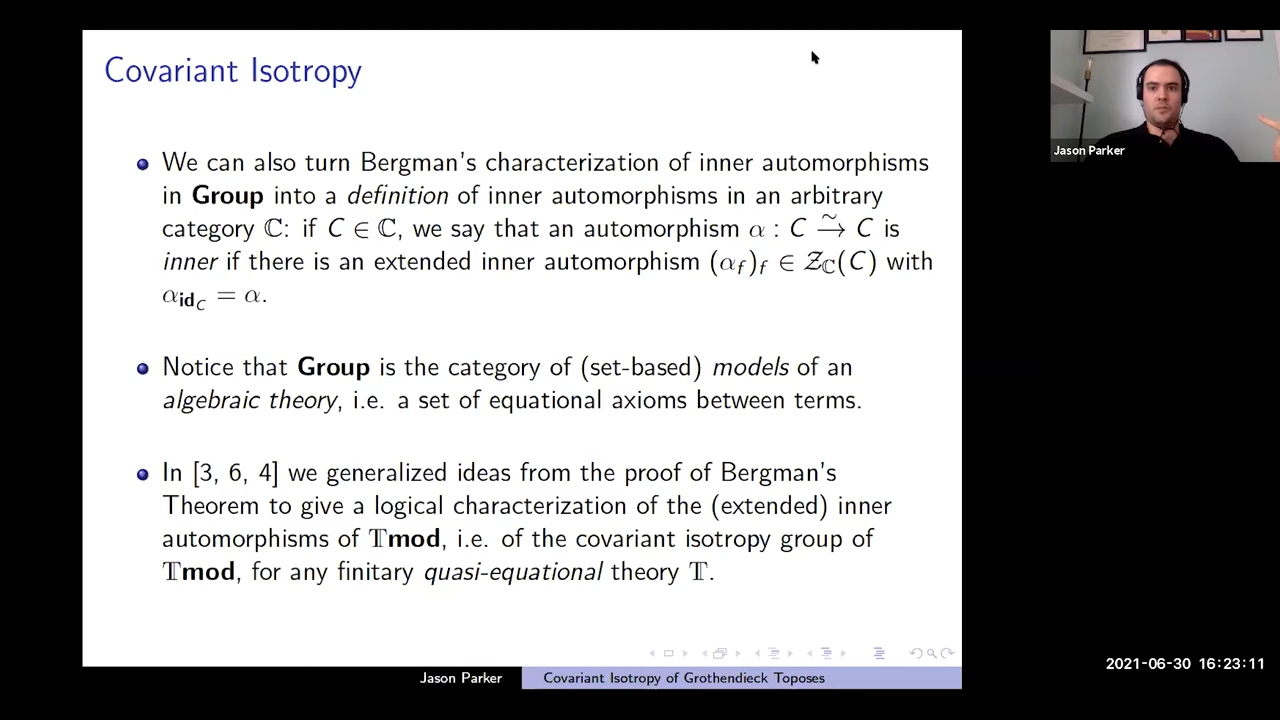 Covariant Isotropy
We can also turn Bergman's characterization of inner automorphisms
in Group into a definition of inner automorphisms in an arbitrary
category ℂ: if C ∈ ℂ, we say that an automorphism α : C ⥲ C is
inner if there is an extended inner automorphism (α_f)_f ∈ 𝒵_ℂ(C) with
α_{id_C} = α.
Notice that Group is the category of (set-based) models of an
algebraic theory, i.e. a set of equational axioms between terms.
In [3, 6, 4] we generalized ideas from the proof of Bergman's
Theorem to give a logical characterization of the (extended) inner
automorphisms of 𝕋mod, i.e. of the covariant isotropy group of
𝕋mod, for any finitary quasi-equational theory 𝕋.
Jason Parker
Covariant Isotropy of Grothendieck Toposes
Jason Parker
2021-06-30 16:23:11